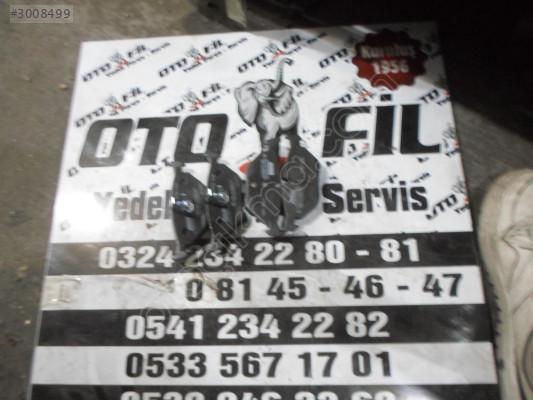 #3008499
Kuruluş
1956
OTO FİL
Yedek Servis
0324 234 22 80 - 81
0 81 45 - 46 - 47
0541 234 22 82
0533 567 17 01